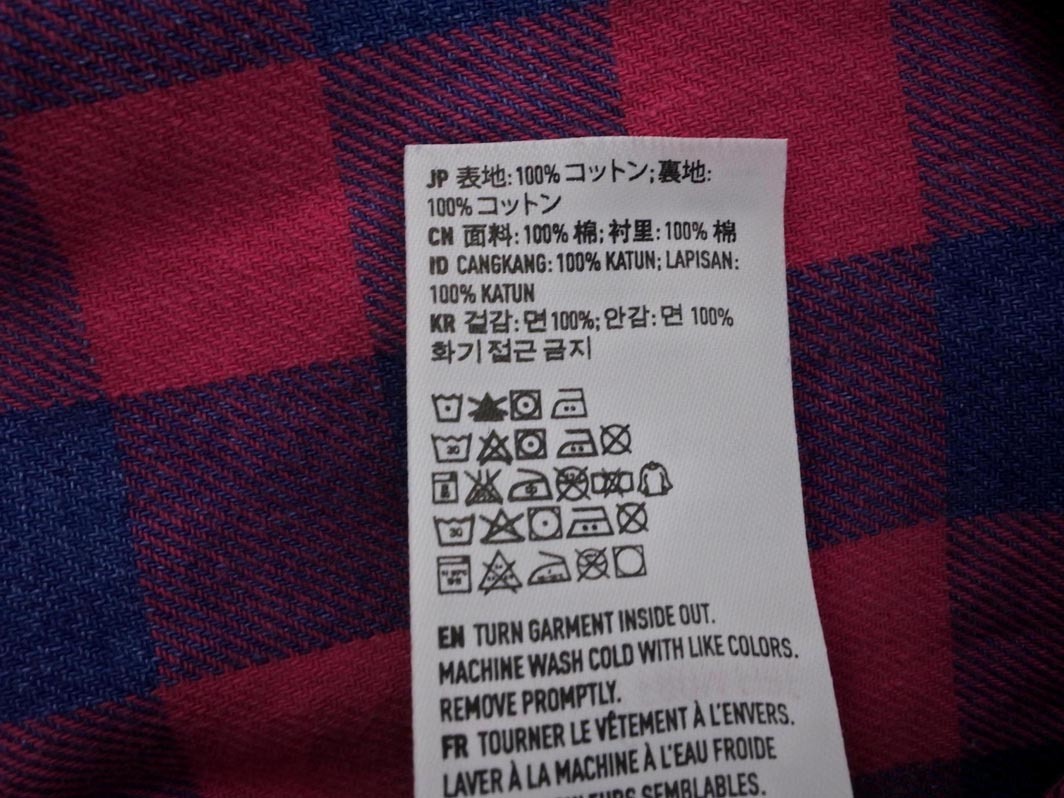 JP 表地: 100% コットン; 裏地:
100% コットン
CN 面料: 100% 棉; 衬里: 100% 棉
ID CANGKANG: 100% KATUN; LAPISAN:
100% KATUN
KR 겉감: 면 100%; 안감: 면 100%
화기 접근 금지
30
30
EN TURN GARMENT INSIDE OUT.
MACHINE WASH COLD WITH LIKE COLORS.
REMOVE PROMPTLY.
FR TOURNER LE VÊTEMENT À L'ENVERS.
LAVER À LA MACHINE À L'EAU FROIDE
SEMBLABLES.